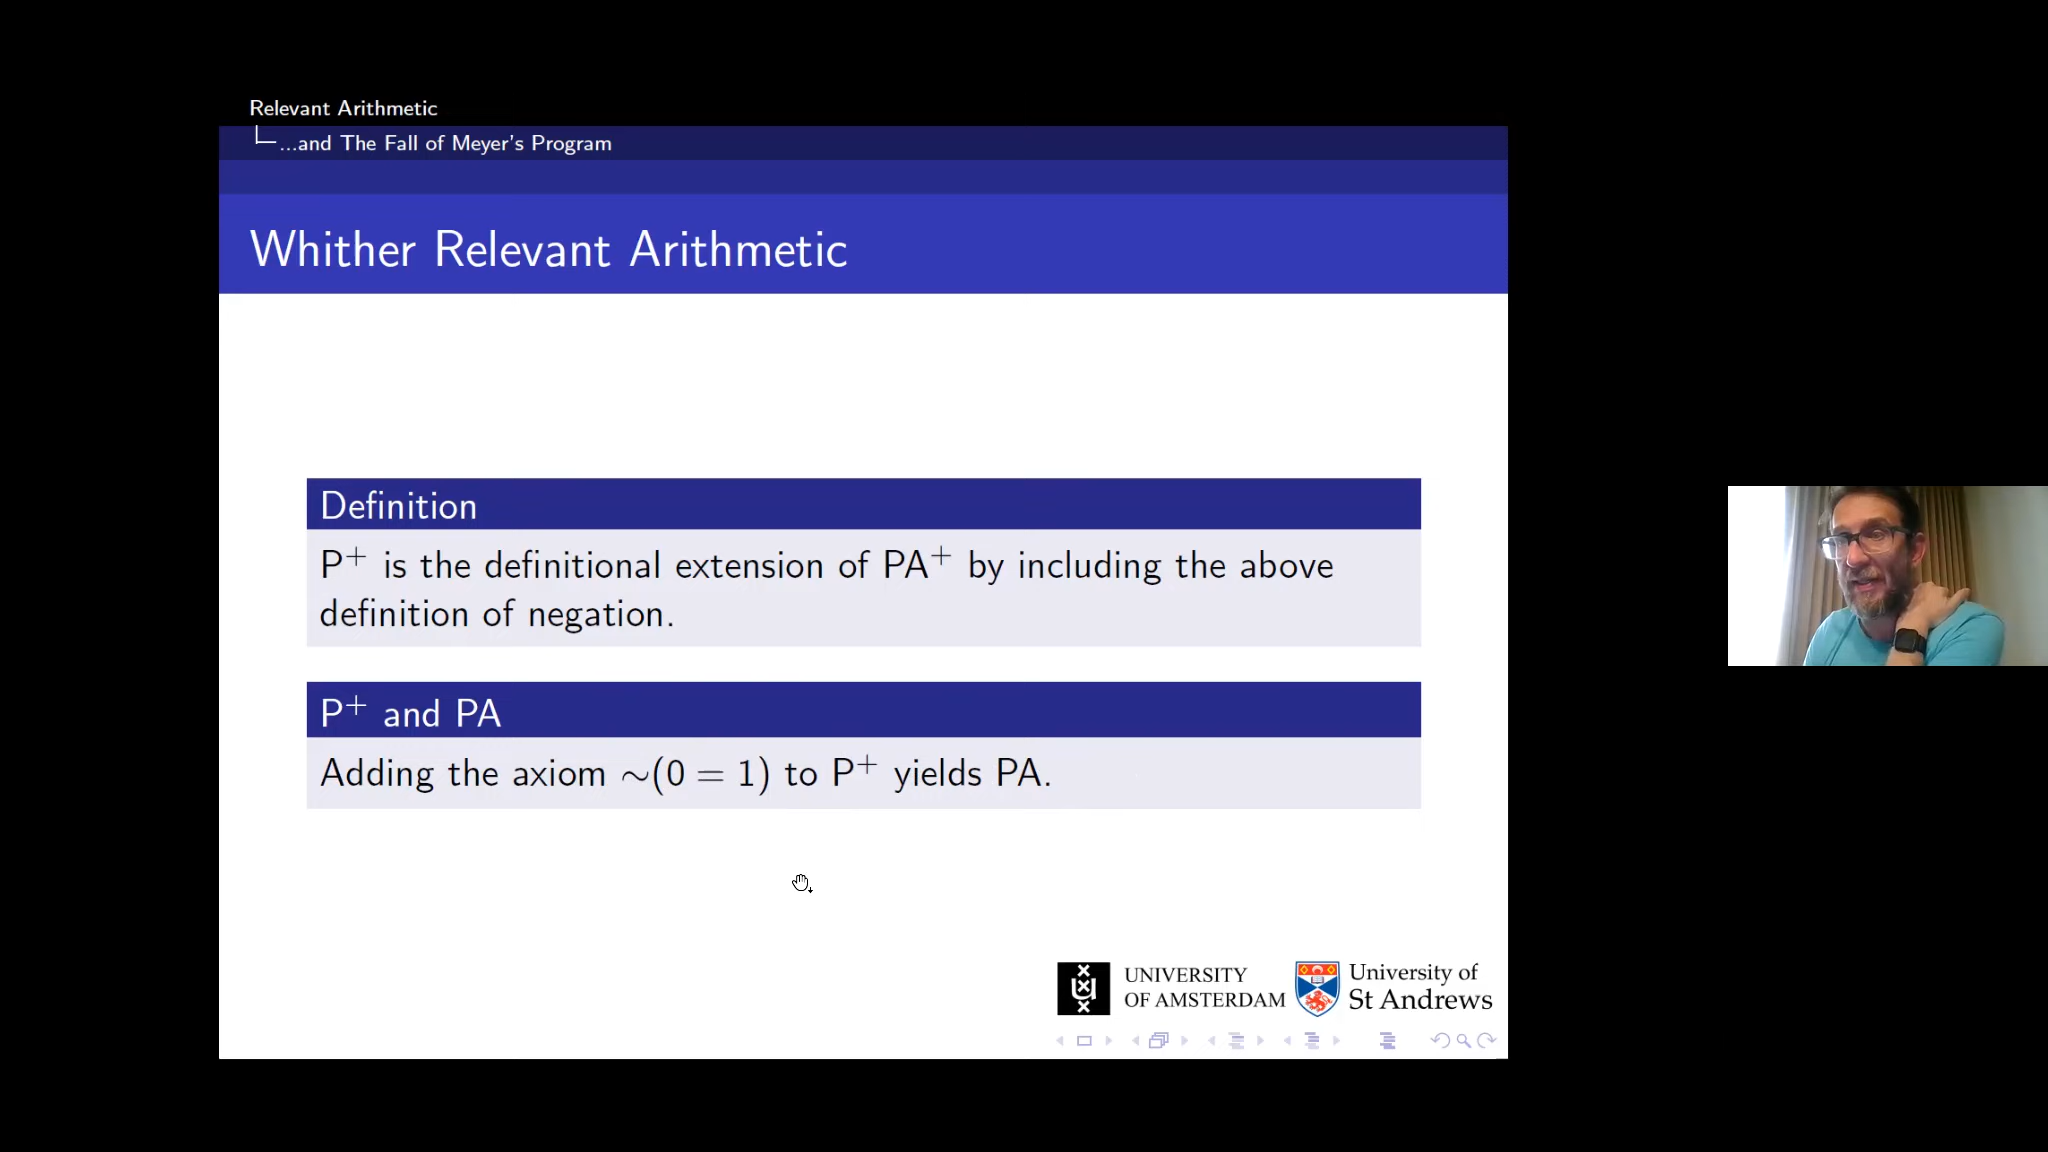 Relevant Arithmetic
...and The Fall of Meyer's Program
Whither Relevant Arithmetic
Definition
P⁺ is the definitional extension of PA⁺ by including the above
definition of negation.
P⁺ and PA
Adding the axiom ∼(0 = 1) to P⁺ yields PA.
UNIVERSITY
OF AMSTERDAM
University of
St Andrews